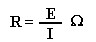 R = E/I Ω